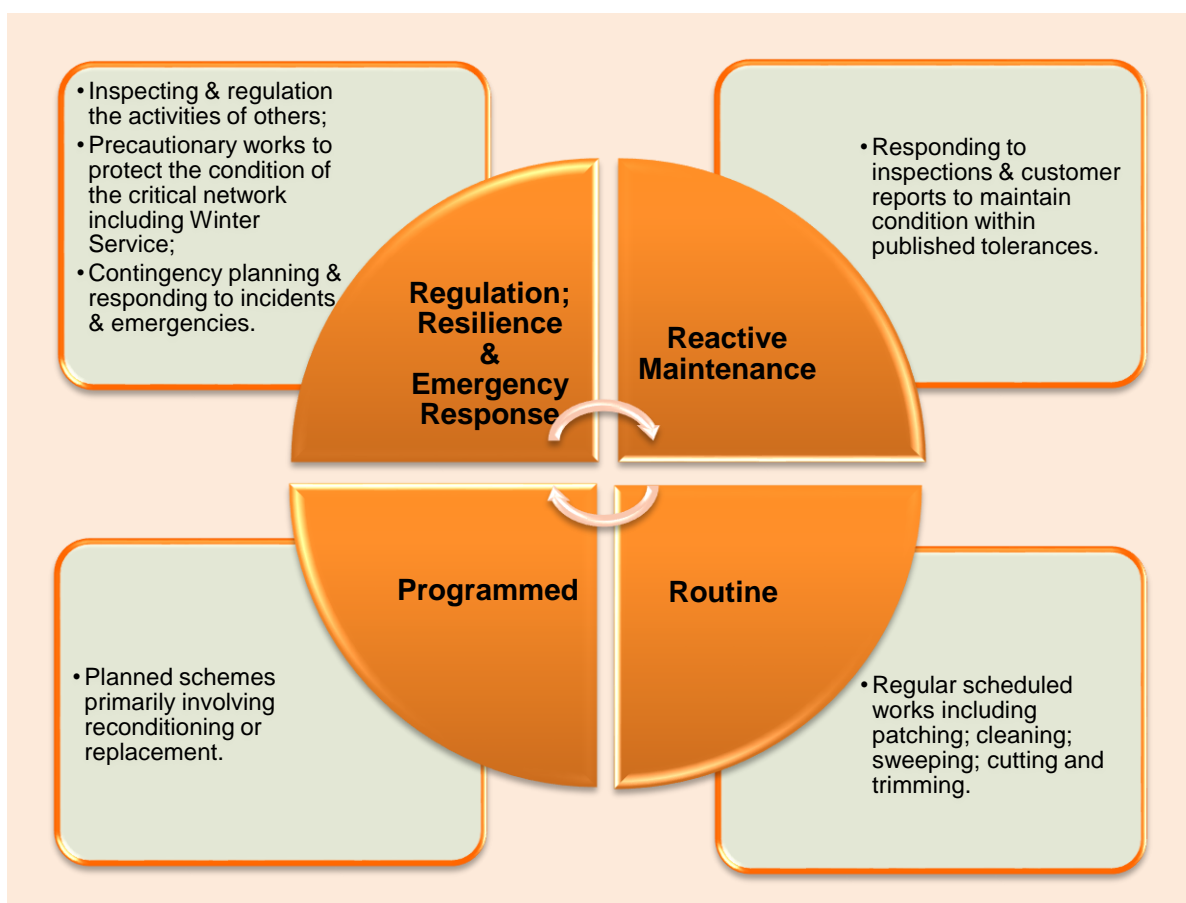 • Inspecting & regulation
the activities of others;
• Precautionary works to
protect the condition of
the critical network
including Winter
Service;
• Contingency planning &
responding to incidents
& emergencies.
• Responding to
inspections & customer
reports to maintain
condition within
published tolerances.
Regulation;
Resilience
&
Emergency
Response
Reactive
Maintenance
Programmed
Routine
• Planned schemes
primarily involving
reconditioning or
replacement.
• Regular scheduled
works including
patching; cleaning;
sweeping; cutting and
trimming.